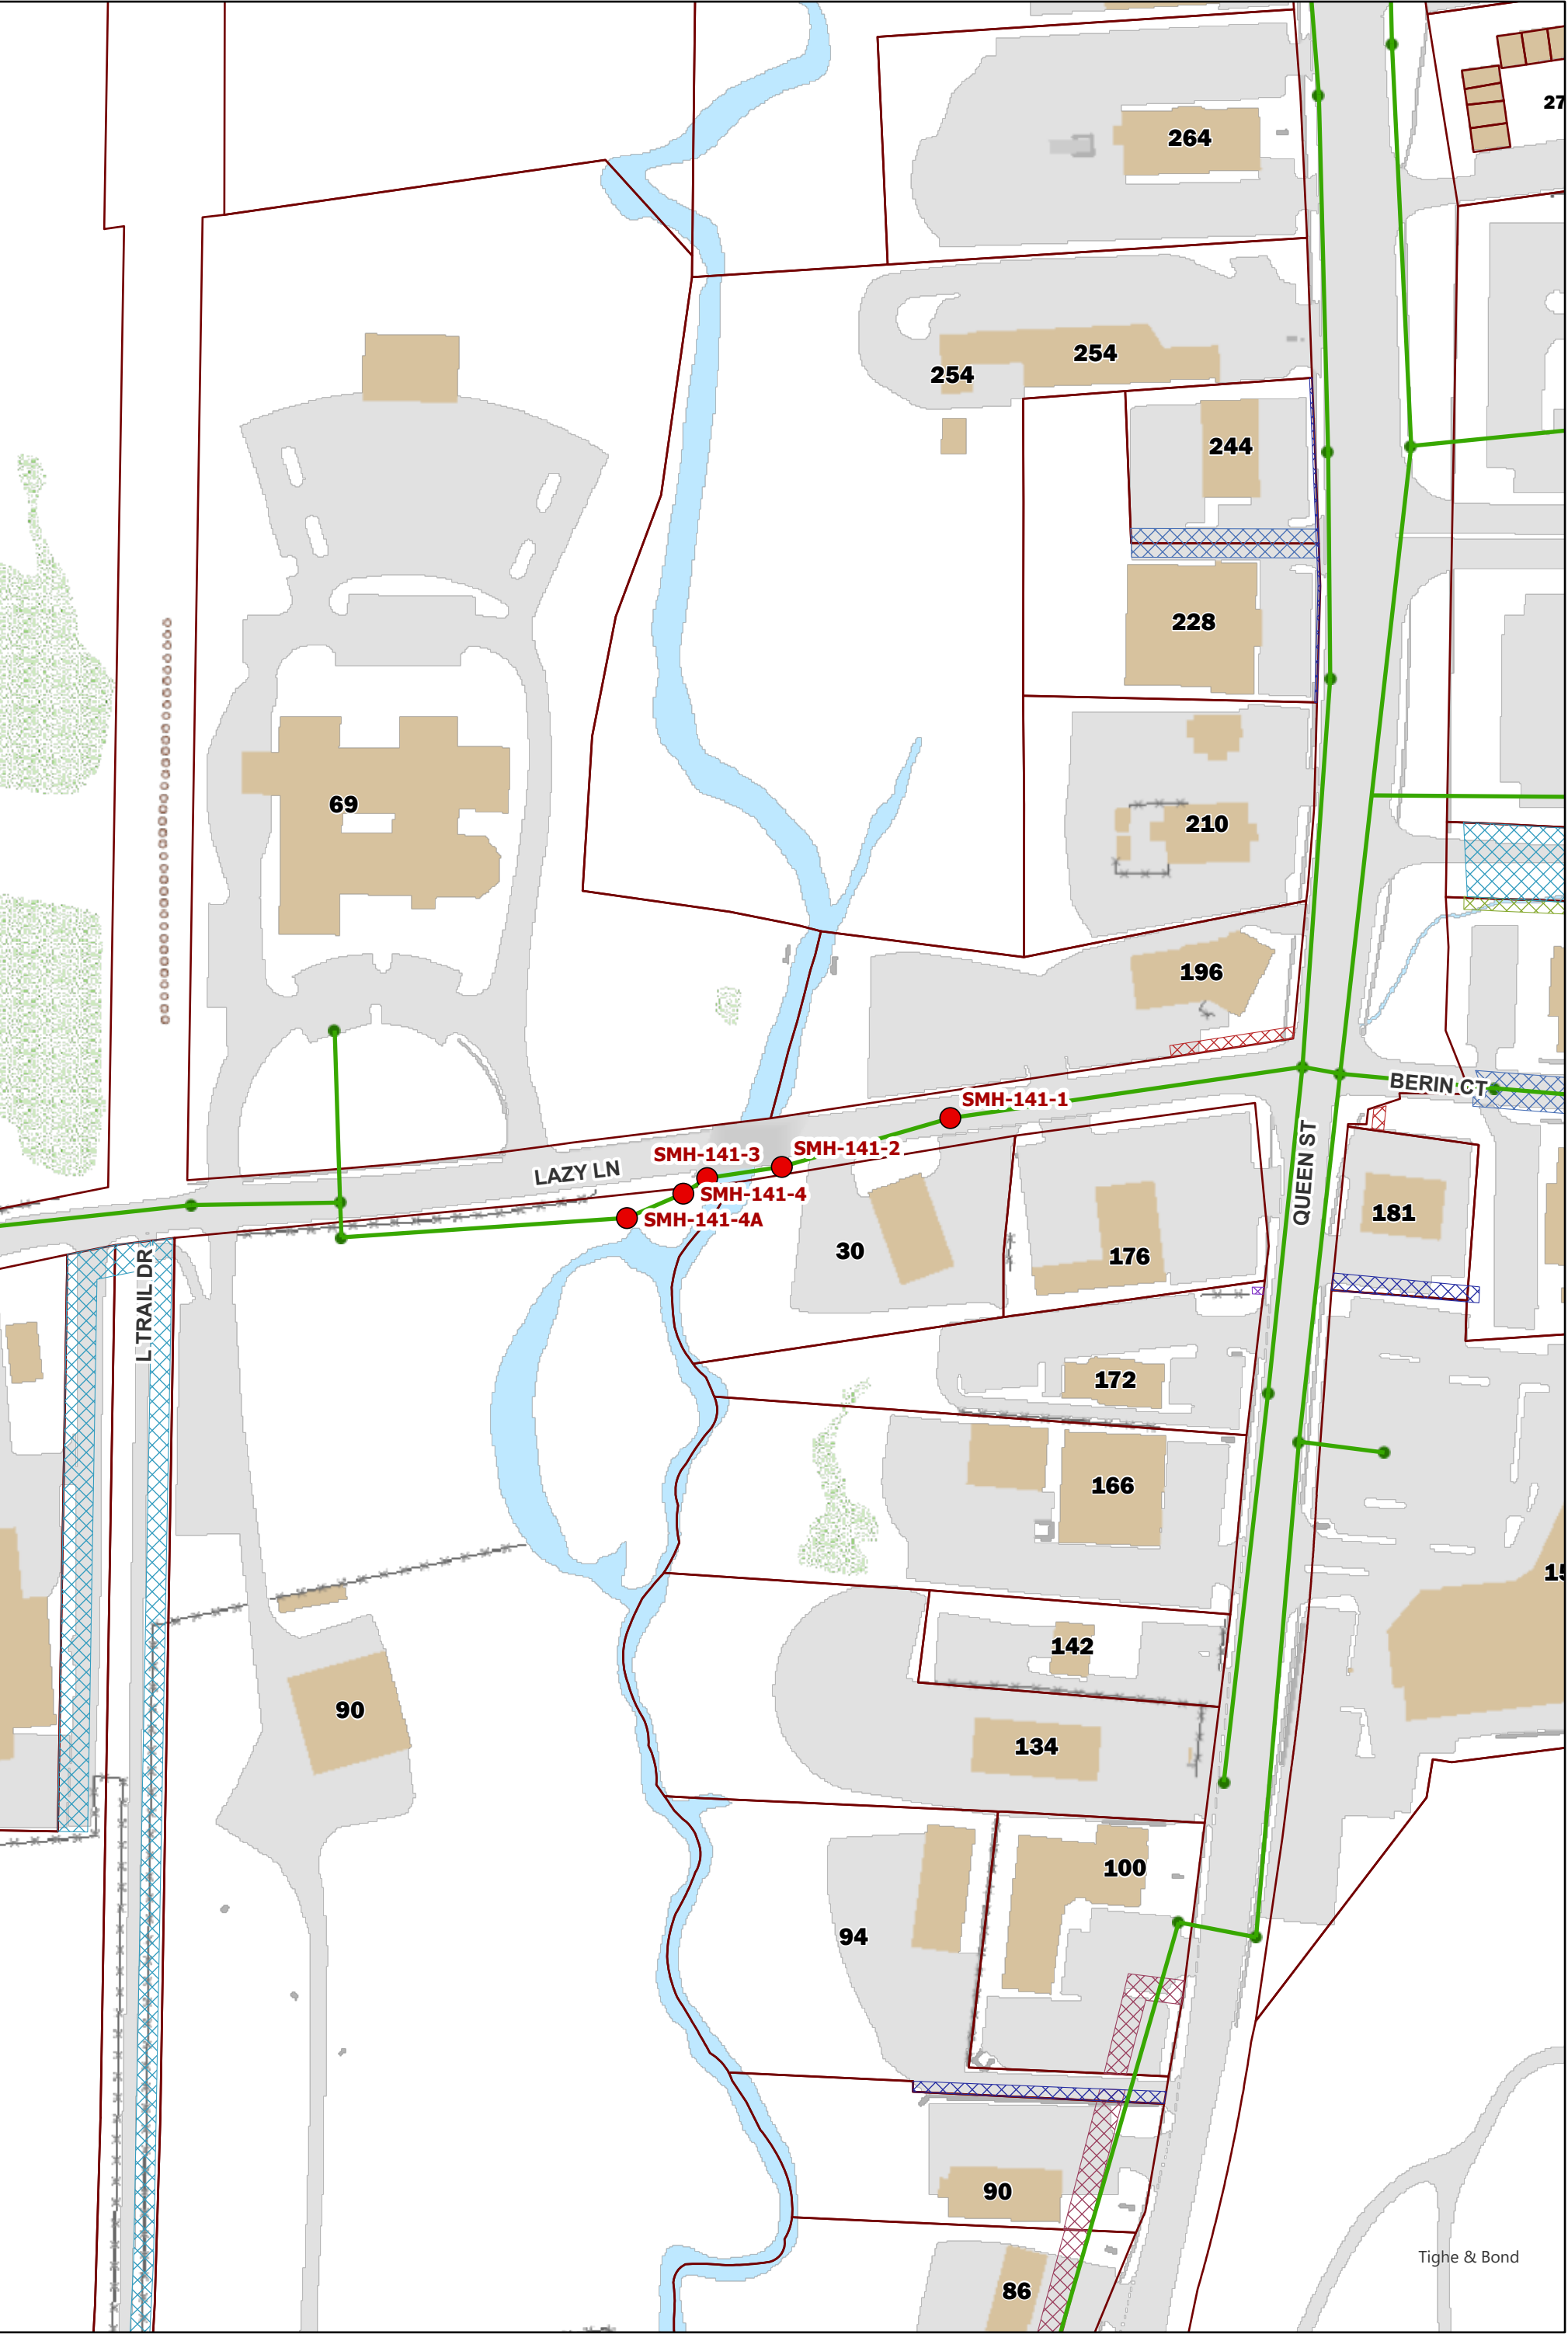 264
27
254
254
244
228
69
210
196
BERIN CT
SMH-141-1
SMH-141-2
SMH-141-3
LAZY LN
SMH-141-4
SMH-141-4A
QUEEN ST
181
30
176
L TRAIL DR
172
166
15
142
90
134
100
94
90
Tighe & Bond
86